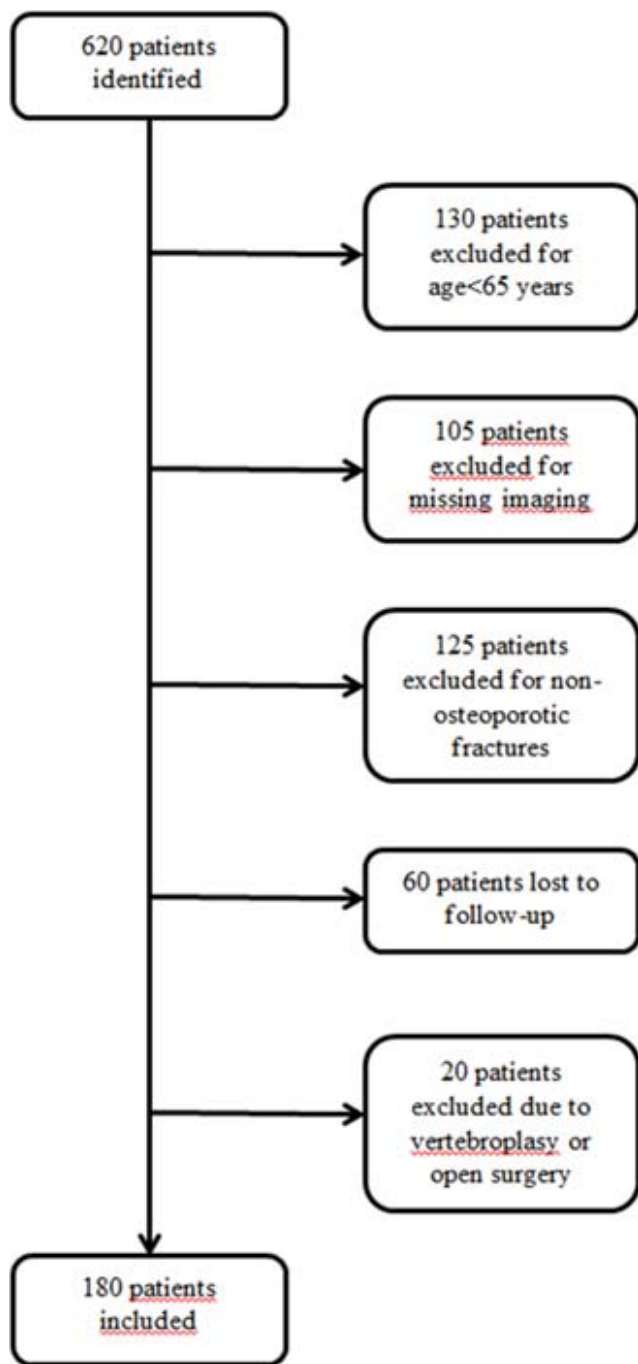 620 patients
identified
130 patients
excluded for
age<65 years
105 patients
excluded for
missing imaging
125 patients
excluded for non-
osteoporotic
fractures
60 patients lost to
follow-up
20 patients
excluded due to
vertebroplasy or
open surgery
180 patients
included